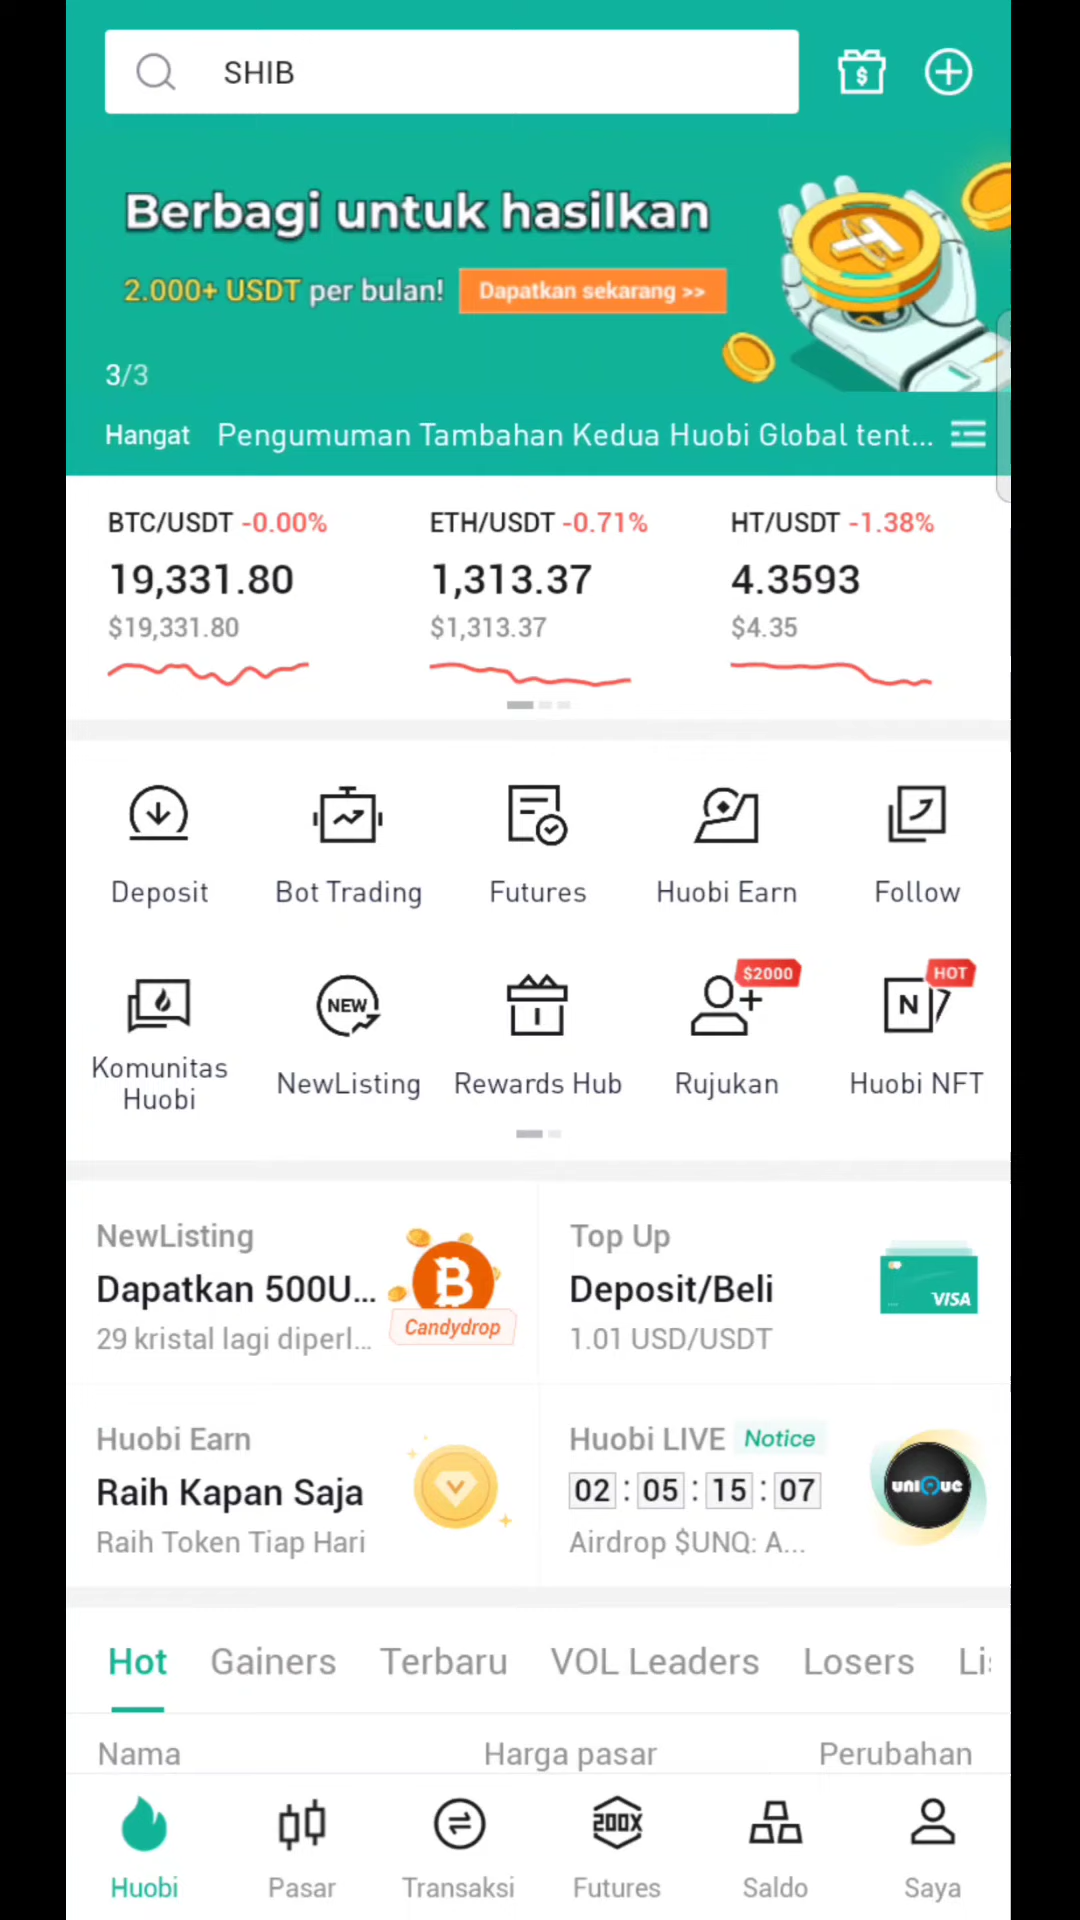 SHIB
Berbagi untuk hasilkan
2.000+ USDT per bulan! Dapatkan sekarang >>
3/3
Hangat Pengumuman Tambahan Kedua Huobi Global tent...
BTC/USDT -0.00% ETH/USDT -0.71% HT/USDT -1.38%
19,331.80 1,313.37 4.3593
$19,331.80 $1,313.37 $4.35
Deposit Bot Trading Futures Huobi Earn Follow
$2000 HOT
NEW N
Komunitas Huobi NewListing Rewards Hub Rujukan Huobi NFT
NewListing
Dapatkan 500U...
29 kristal lagi diperl...
Candydrop
Top Up
Deposit/Beli
1.01 USD/USDT
VISA
Huobi Earn
Raih Kapan Saja
Raih Token Tiap Hari
Huobi LIVE Notice
02 : 05 : 15 : 07
Airdrop $UNQ: A...
UNIQUE
Hot Gainers Terbaru VOL Leaders Losers
Nama Harga pasar Perubahan
200X
Huobi Pasar Transaksi Futures Saldo Saya